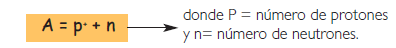 A = p⁺ + n
donde P = número de protones
y n= número de neutrones.